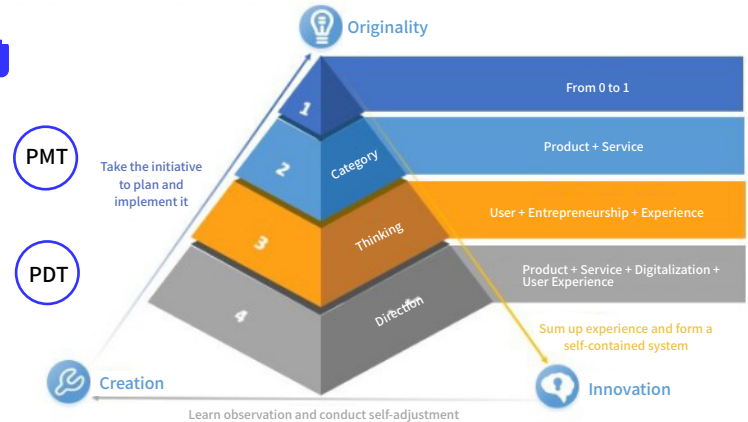 Originality
1
From 0 to 1
PMT
Take the initiative
to plan and
implement it
2
Category
Product + Service
3
Thinking
User + Entrepreneurship + Experience
PDT
4
Direction
Product + Service + Digitalization +
User Experience
Sum up experience and form a
self-contained system
Creation
Innovation
Learn observation and conduct self-adjustment